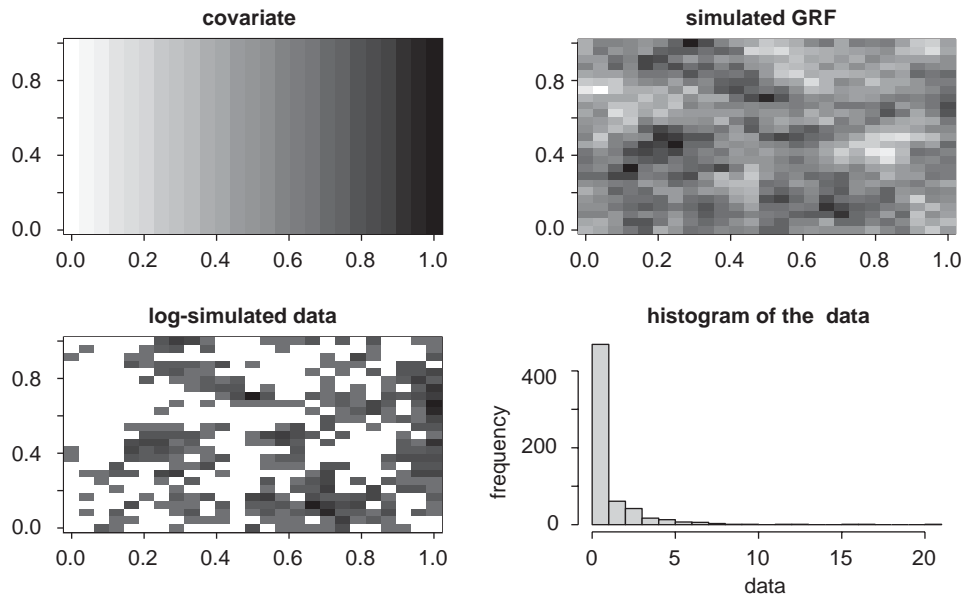 covariate
0.8
0.4
0.0
0.0 0.2 0.4 0.6 0.8 1.0
simulated GRF
0.8
0.4
0.0
0.0 0.2 0.4 0.6 0.8 1.0
log-simulated data
0.8
0.4
0.0
0.0 0.2 0.4 0.6 0.8 1.0
histogram of the data
frequency
400
200
0
0 5 10 15 20
data